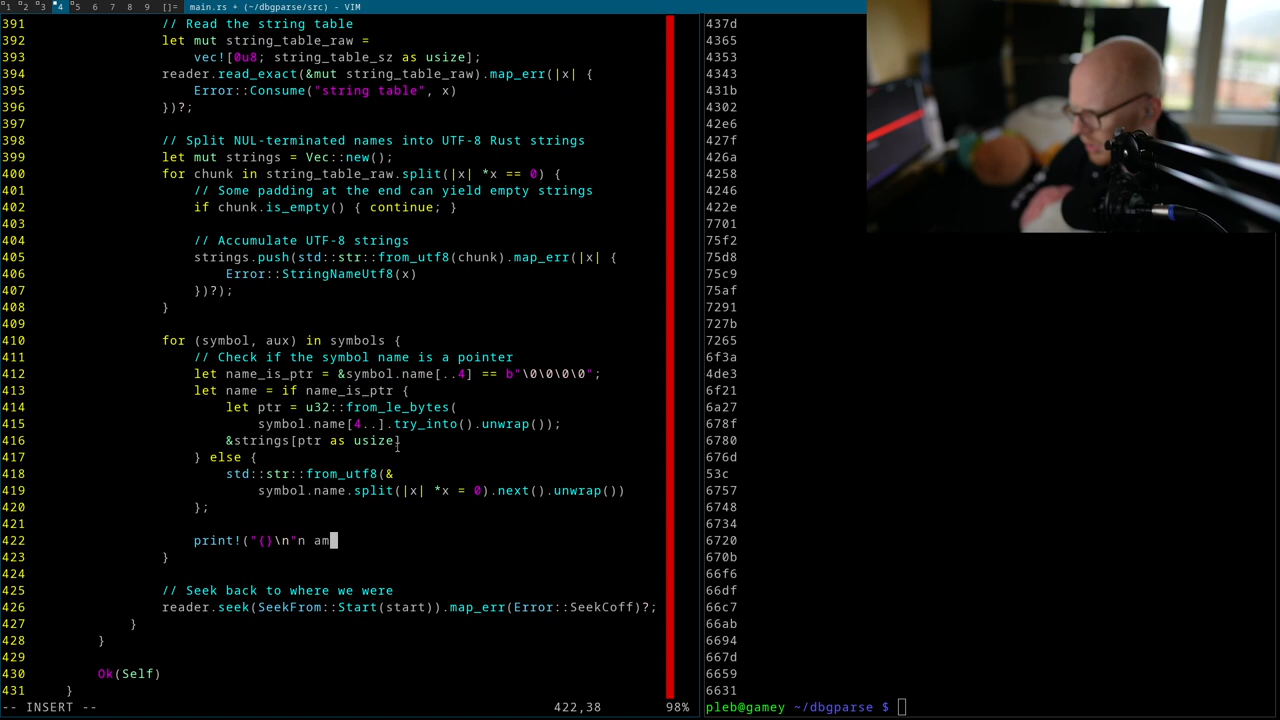 1 2 3 4 5 6 7 8 9 []= main.rs + (~/dbgparse/src) - VIM
391             // Read the string table
392             let mut string_table_raw =
393                 vec![0u8; string_table_sz as usize];
394             reader.read_exact(&mut string_table_raw).map_err(|x| {
395                 Error::Consume("string table", x)
396             })?;
397
398             // Split NUL-terminated names into UTF-8 Rust strings
399             let mut strings = Vec::new();
400             for chunk in string_table_raw.split(|x| *x == 0) {
401                 // Some padding at the end can yield empty strings
402                 if chunk.is_empty() { continue; }
403
404                 // Accumulate UTF-8 strings
405                 strings.push(std::str::from_utf8(chunk).map_err(|x| {
406                     Error::StringNameUtf8(x)
407                 })?);
408             }
409
410             for (symbol, aux) in symbols {
411                 // Check if the symbol name is a pointer
412                 let name_is_ptr = &symbol.name[..4] == b"\0\0\0\0";
413                 let name = if name_is_ptr {
414                     let ptr = u32::from_le_bytes(
415                         symbol.name[4..].try_into().unwrap());
416                     &strings[ptr as usize]
417                 } else {
418                     std::str::from_utf8(&
419                         symbol.name.split(|x| *x = 0).next().unwrap())
420                 };
421
422                 print!("{}\n"n am
423             }
424
425             // Seek back to where we were
426             reader.seek(SeekFrom::Start(start)).map_err(Error::SeekCoff)?;
427         }
428     }
429
430     Ok(Self)
431 }
-- INSERT -- 422,38 98%
437d
4365
4353
4343
431b
4302
42e6
427f
426a
4258
4246
422e
7701
75f2
75d8
75c9
75af
7291
727b
7265
6f3a
4de3
6f21
6a27
678f
6780
676d
53c
6757
6748
6734
6720
670b
66f6
66df
66c7
66ab
6694
667d
6659
6631
pleb@gamey ~/dbgparse $